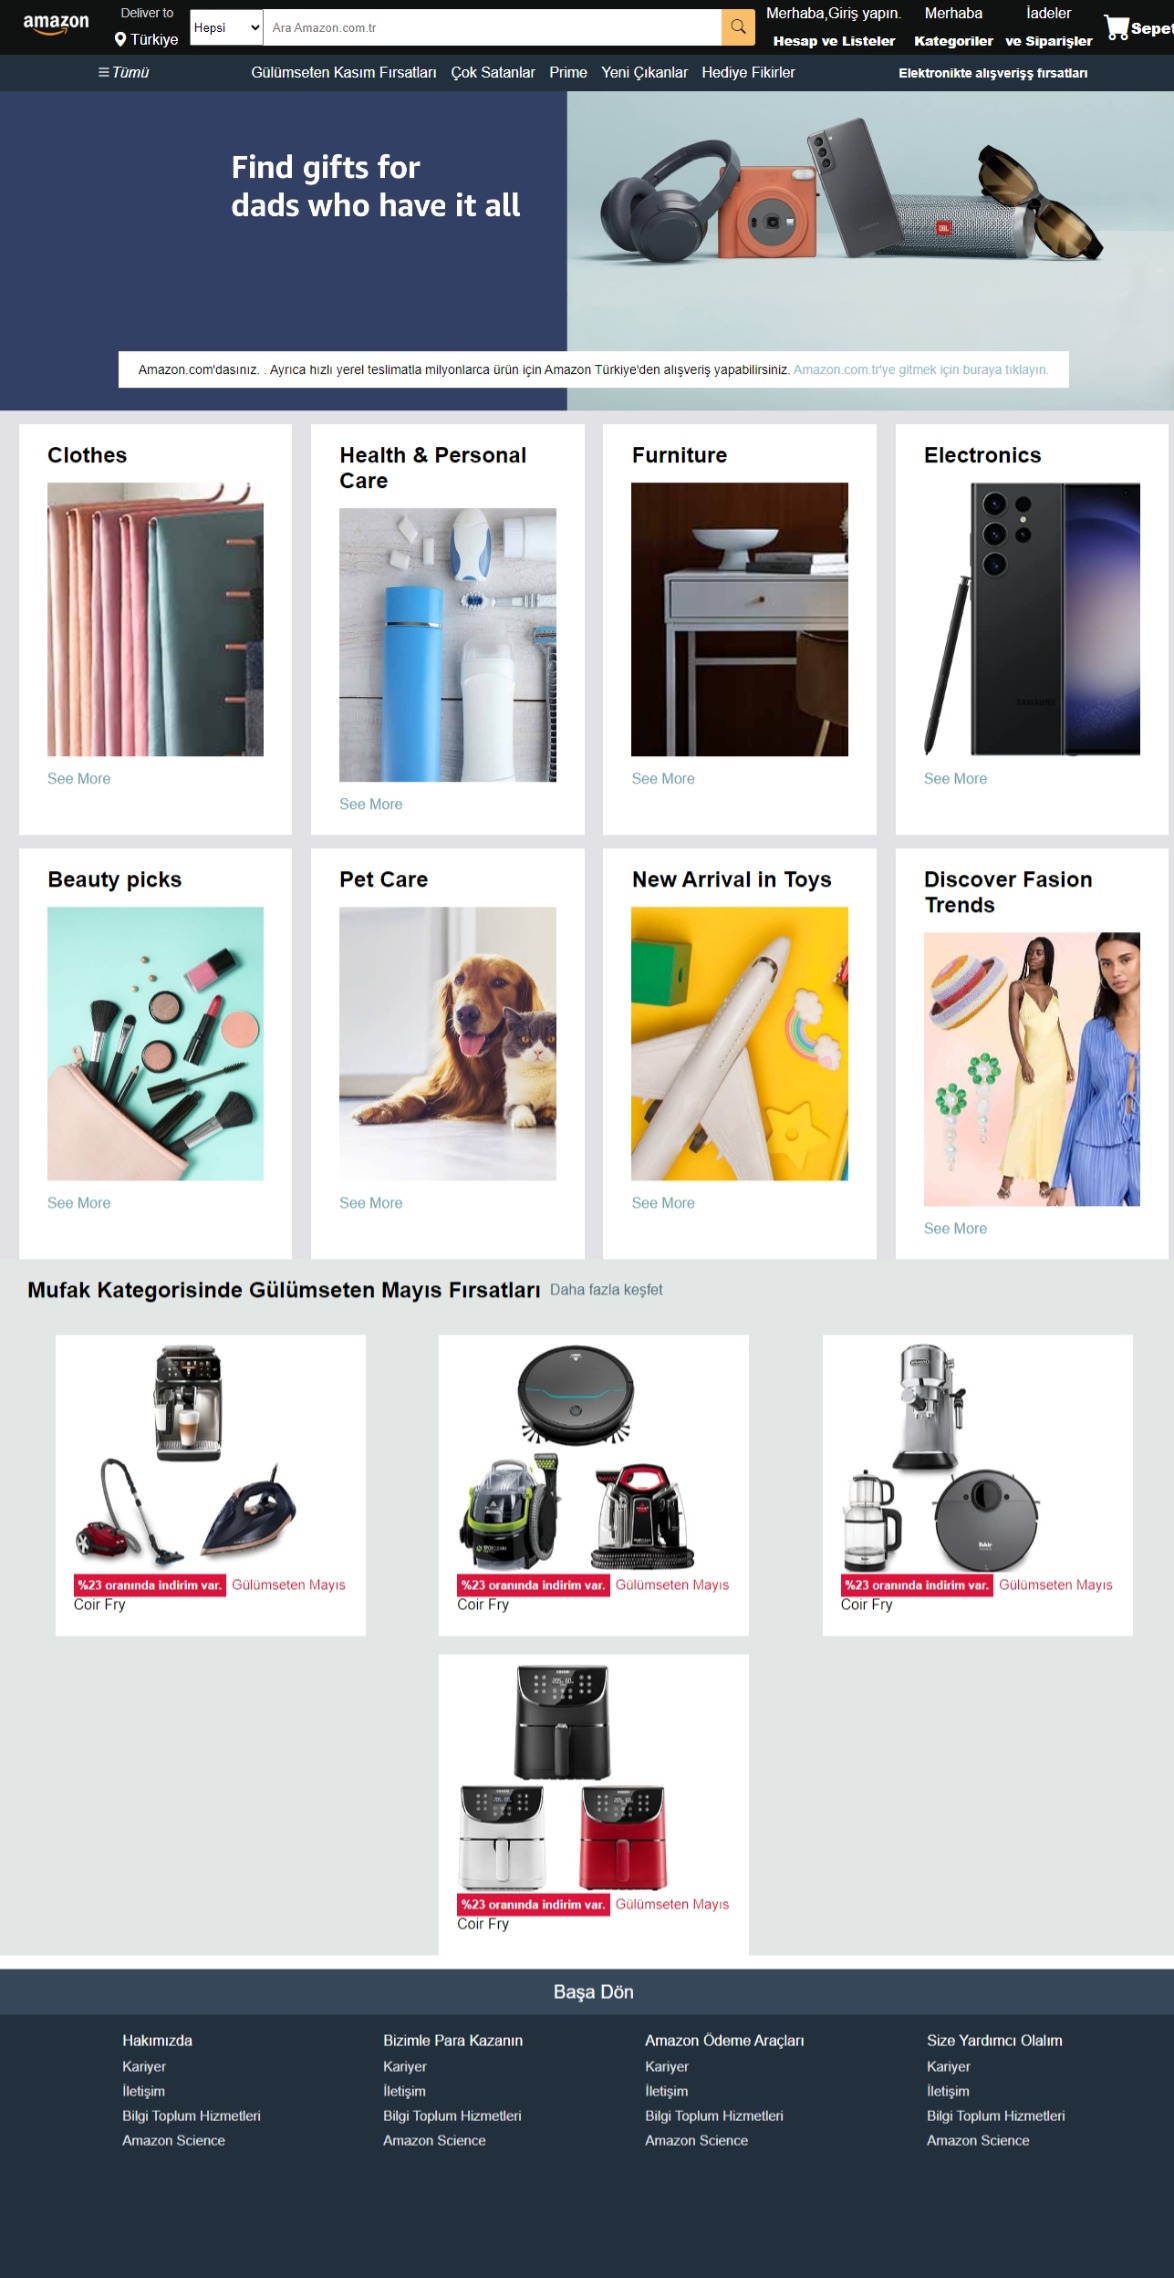 amazon
Deliver to
Türkiye
Hepsi
Ara Amazon.com.tr
Merhaba,Giriş yapın.
Hesap ve Listeler
Merhaba
Kategoriler
İadeler
ve Siparişler
Sepet
Tümü
Gülümseten Kasım Fırsatları Çok Satanlar Prime Yeni Çıkanlar Hediye Fikirler
Elektronikte alışverişş fırsatları
Find gifts for
dads who have it all
JBL
Amazon.com'dasınız. . Ayrıca hızlı yerel teslimatla milyonlarca ürün için Amazon Türkiye'den alışveriş yapabilirsiniz. Amazon.com.tr'ye gitmek için buraya tıklayın.
Clothes
See More
Health & Personal
Care
See More
Furniture
See More
Electronics
SAMSUNG
See More
Beauty picks
See More
Pet Care
See More
New Arrival in Toys
See More
Discover Fasion
Trends
See More
Mufak Kategorisinde Gülümseten Mayıs Fırsatları Daha fazla keşfet
%23 oranında indirim var. Gülümseten Mayıs
Coir Fry
SPOTCLEAN
%23 oranında indirim var. Gülümseten Mayıs
Coir Fry
fakir
%23 oranında indirim var. Gülümseten Mayıs
Coir Fry
%23 oranında indirim var. Gülümseten Mayıs
Coir Fry
Başa Dön
Hakımızda
Kariyer
İletişim
Bilgi Toplum Hizmetleri
Amazon Science
Bizimle Para Kazanın
Kariyer
İletişim
Bilgi Toplum Hizmetleri
Amazon Science
Amazon Ödeme Araçları
Kariyer
İletişim
Bilgi Toplum Hizmetleri
Amazon Science
Size Yardımcı Olalım
Kariyer
İletişim
Bilgi Toplum Hizmetleri
Amazon Science